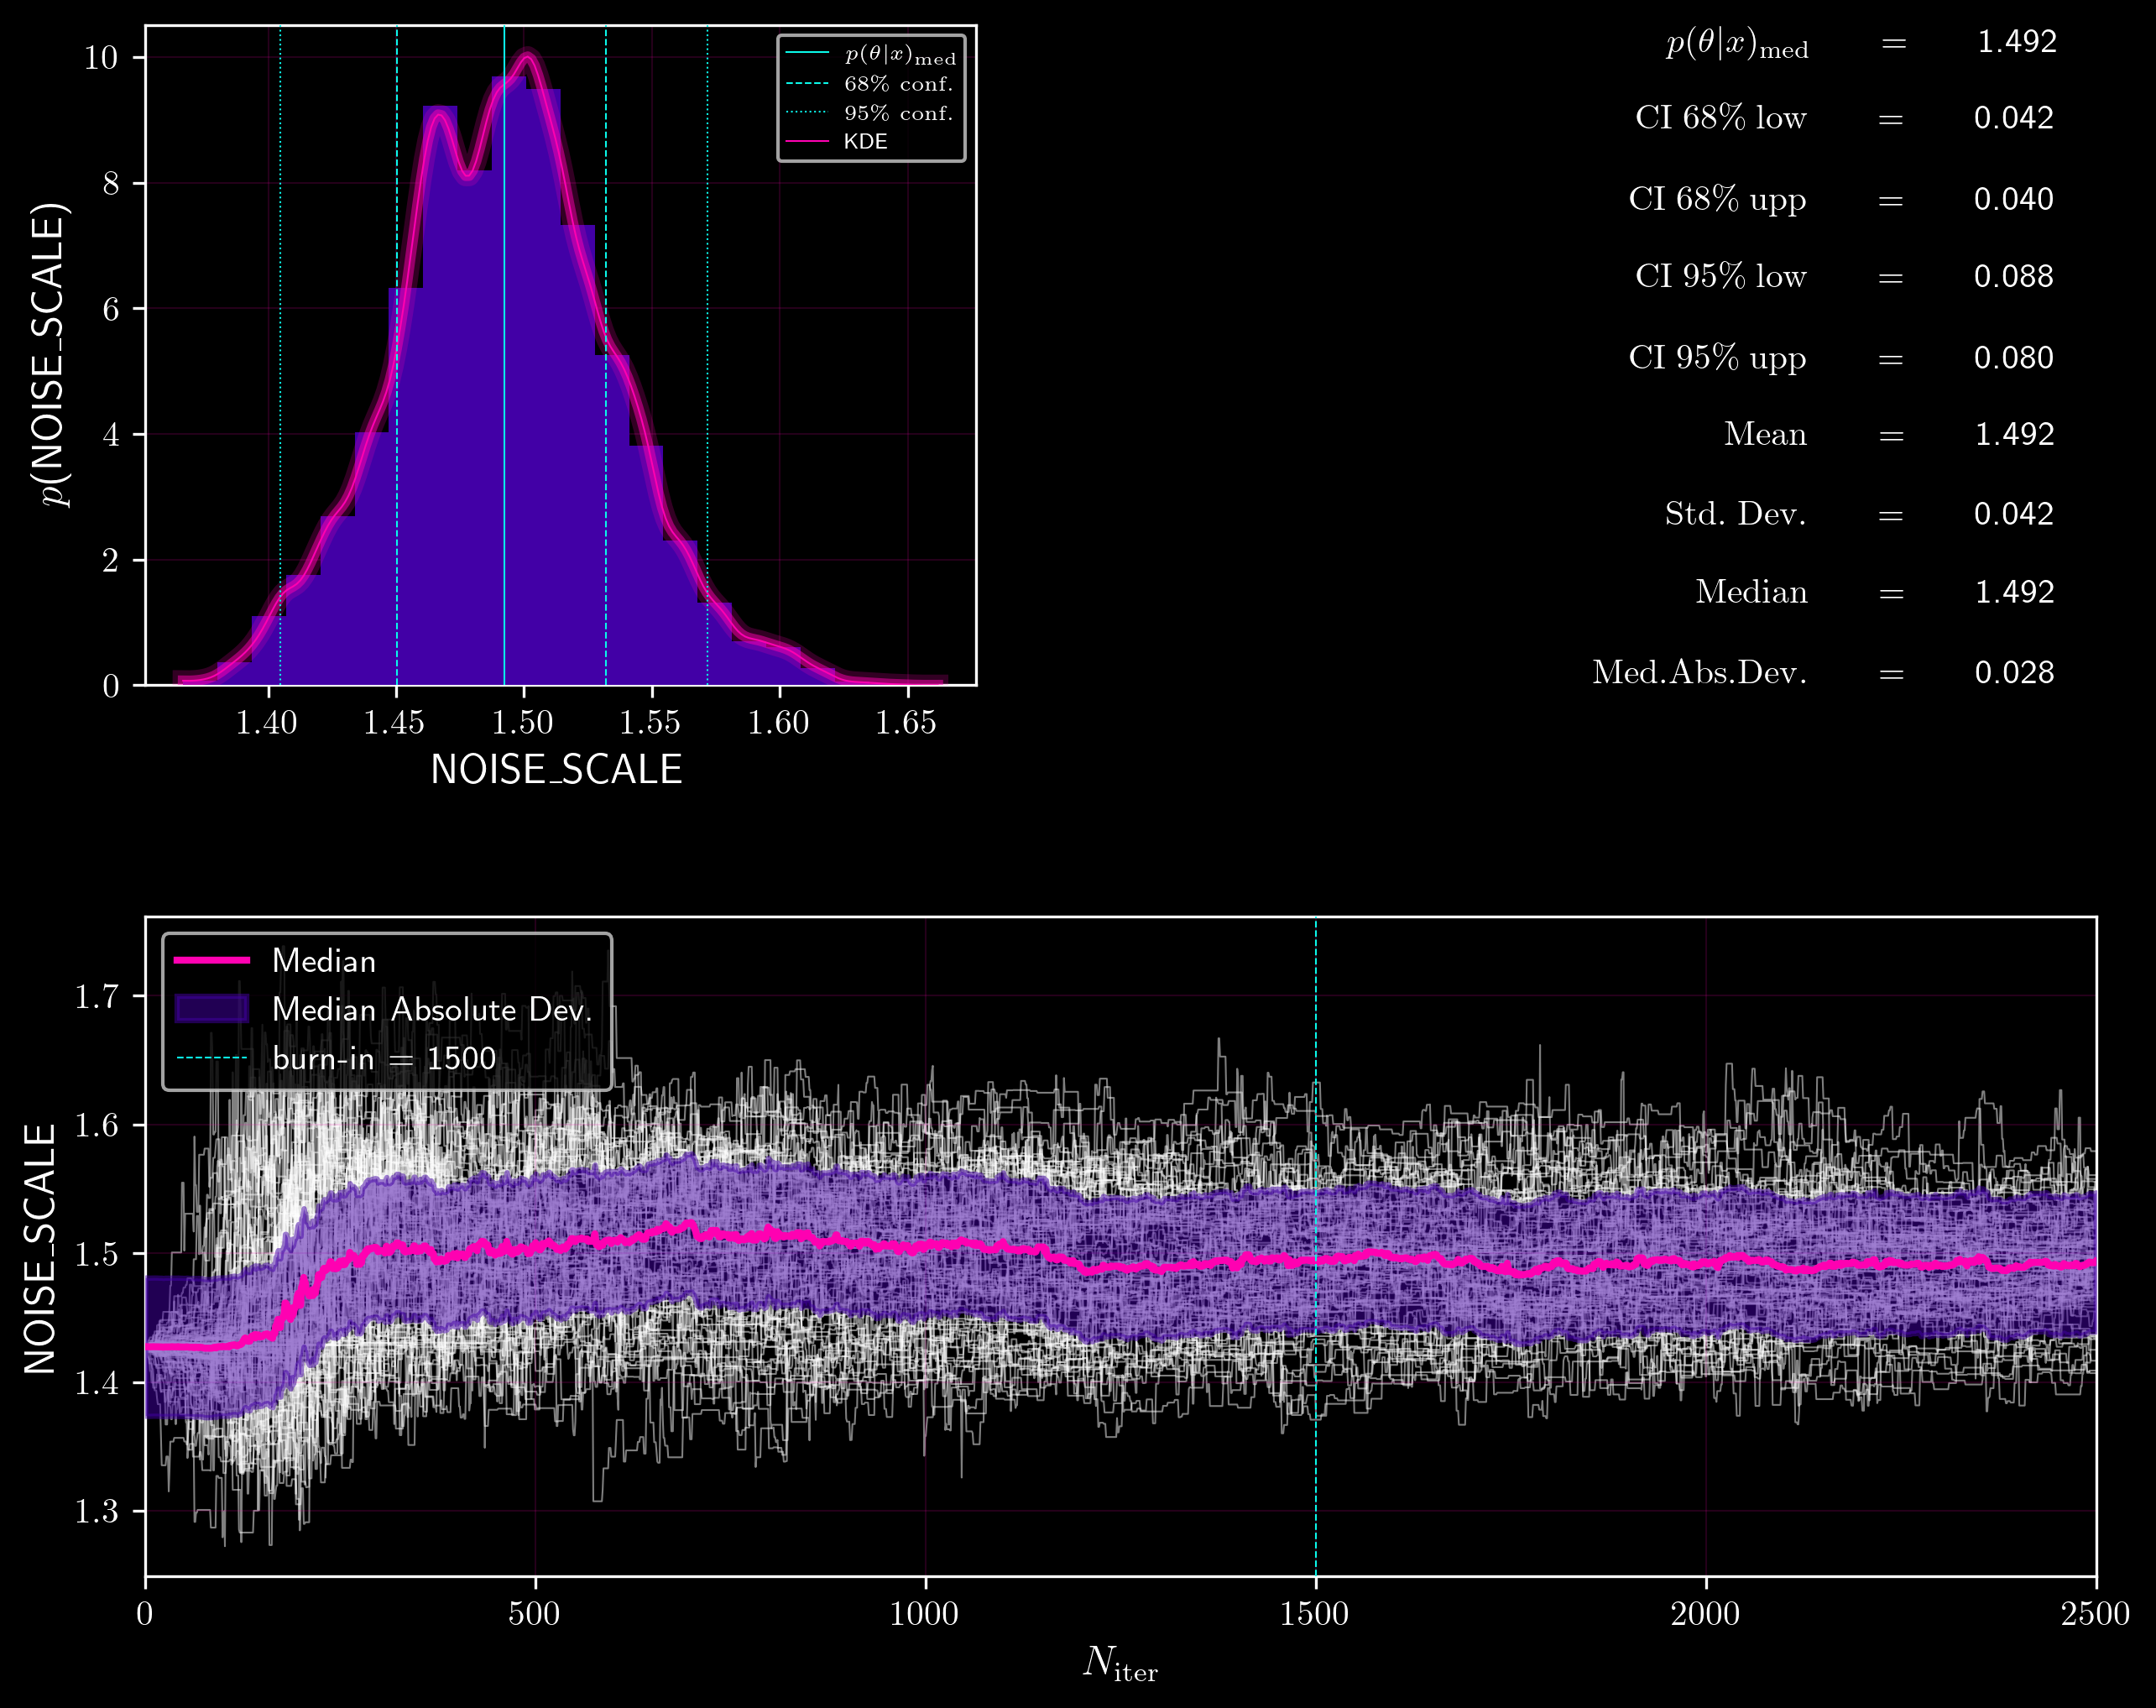 10
8
6
4
2
0
p(NOISE_SCALE)
p(θ|x)med
68% conf.
95% conf.
KDE
1.40 1.45 1.50 1.55 1.60 1.65
NOISE_SCALE
p(θ|x)med = 1.492
CI 68% low = 0.042
CI 68% upp = 0.040
CI 95% low = 0.088
CI 95% upp = 0.080
Mean = 1.492
Std. Dev. = 0.042
Median = 1.492
Med.Abs.Dev. = 0.028
Median
Median Absolute Dev.
burn-in = 1500
1.7
1.6
1.5
1.4
1.3
NOISE_SCALE
0 500 1000 1500 2000 2500
Niter